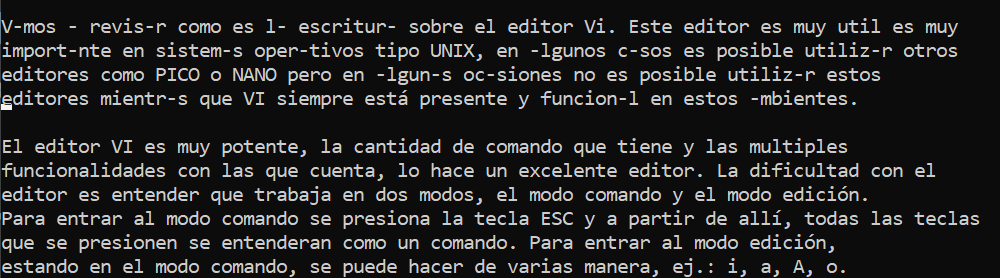 V-mos - revis-r como es l- escritur- sobre el editor Vi. Este editor es muy util es muy
import-nte en sistem-s oper-tivos tipo UNIX, en -lgunos c-sos es posible utiliz-r otros
editores como PICO o NANO pero en -lgun-s oc-siones no es posible utiliz-r estos
editores mientr-s que VI siempre está presente y funcion-l en estos -mbientes.

El editor VI es muy potente, la cantidad de comando que tiene y las multiples
funcionalidades con las que cuenta, lo hace un excelente editor. La dificultad con el
editor es entender que trabaja en dos modos, el modo comando y el modo edición.
Para entrar al modo comando se presiona la tecla ESC y a partir de allí, todas las teclas
que se presionen se entenderan como un comando. Para entrar al modo edición,
estando en el modo comando, se puede hacer de varias manera, ej.: i, a, A, o.